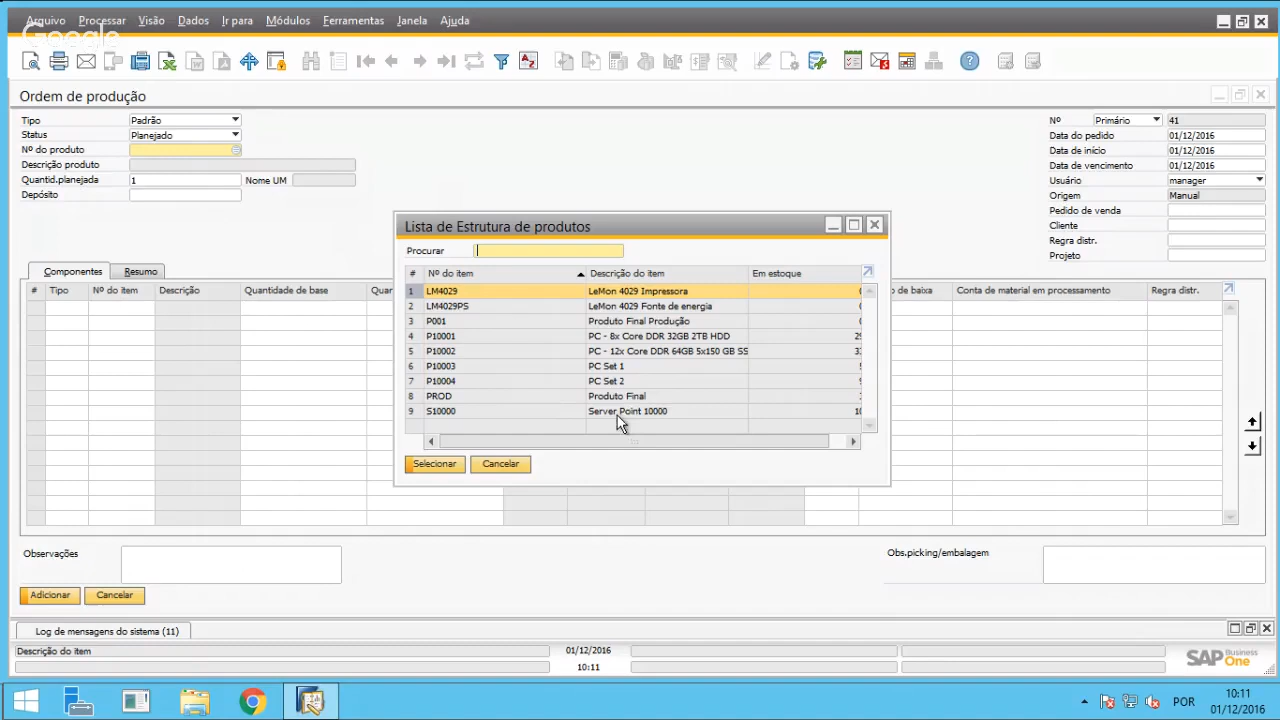 Arquivo Processar Visão Dados Ir para Módulos Ferramentas Janela Ajuda
Google
Ordem de produção
Tipo Padrão Nº Primário 41
Status Planejado Data do pedido 01/12/2016
Nº do produto Data de início 01/12/2016
Descrição produto Data de vencimento 01/12/2016
Quantid.planejada 1 Nome UM Usuário manager
Depósito Origem Manual
Pedido de venda
Cliente
Regra distr.
Projeto
Lista de Estrutura de produtos
Procurar
# Nº do item Descrição do item Em estoque
1 LM4029 LeMon 4029 Impressora
2 LM4029PS LeMon 4029 Fonte de energia
3 P001 Produto Final Produção
4 P10001 PC - 8x Core DDR 32GB 2TB HDD
5 P10002 PC - 12x Core DDR 64GB 5x150 GB SS
6 P10003 PC Set 1
7 P10004 PC Set 2
8 PROD Produto Final
9 S10000 Server Point 10000
Selecionar Cancelar
Componentes Resumo
# Tipo Nº do item Descrição Quantidade de base Quan o de baixa Conta de material em processamento Regra distr.
Observações Obs.picking/embalagem
Adicionar Cancelar
Log de mensagens do sistema (11)
Descrição do item 01/12/2016
10:11
SAP Business One
POR 10:11
01/12/2016